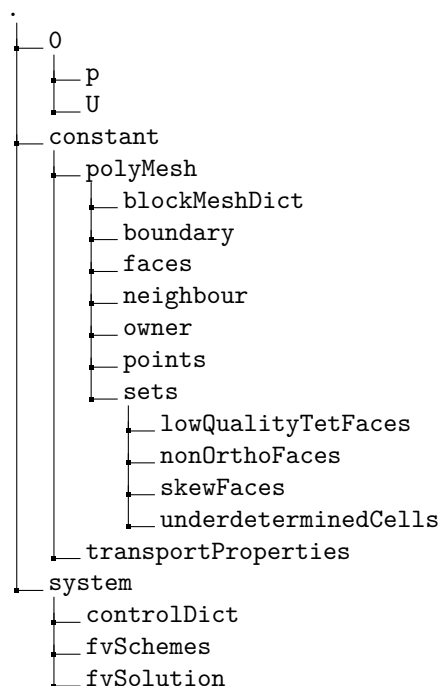 .
0
p
U
constant
polyMesh
blockMeshDict
boundary
faces
neighbour
owner
points
sets
lowQualityTetFaces
nonOrthoFaces
skewFaces
underdeterminedCells
transportProperties
system
controlDict
fvSchemes
fvSolution